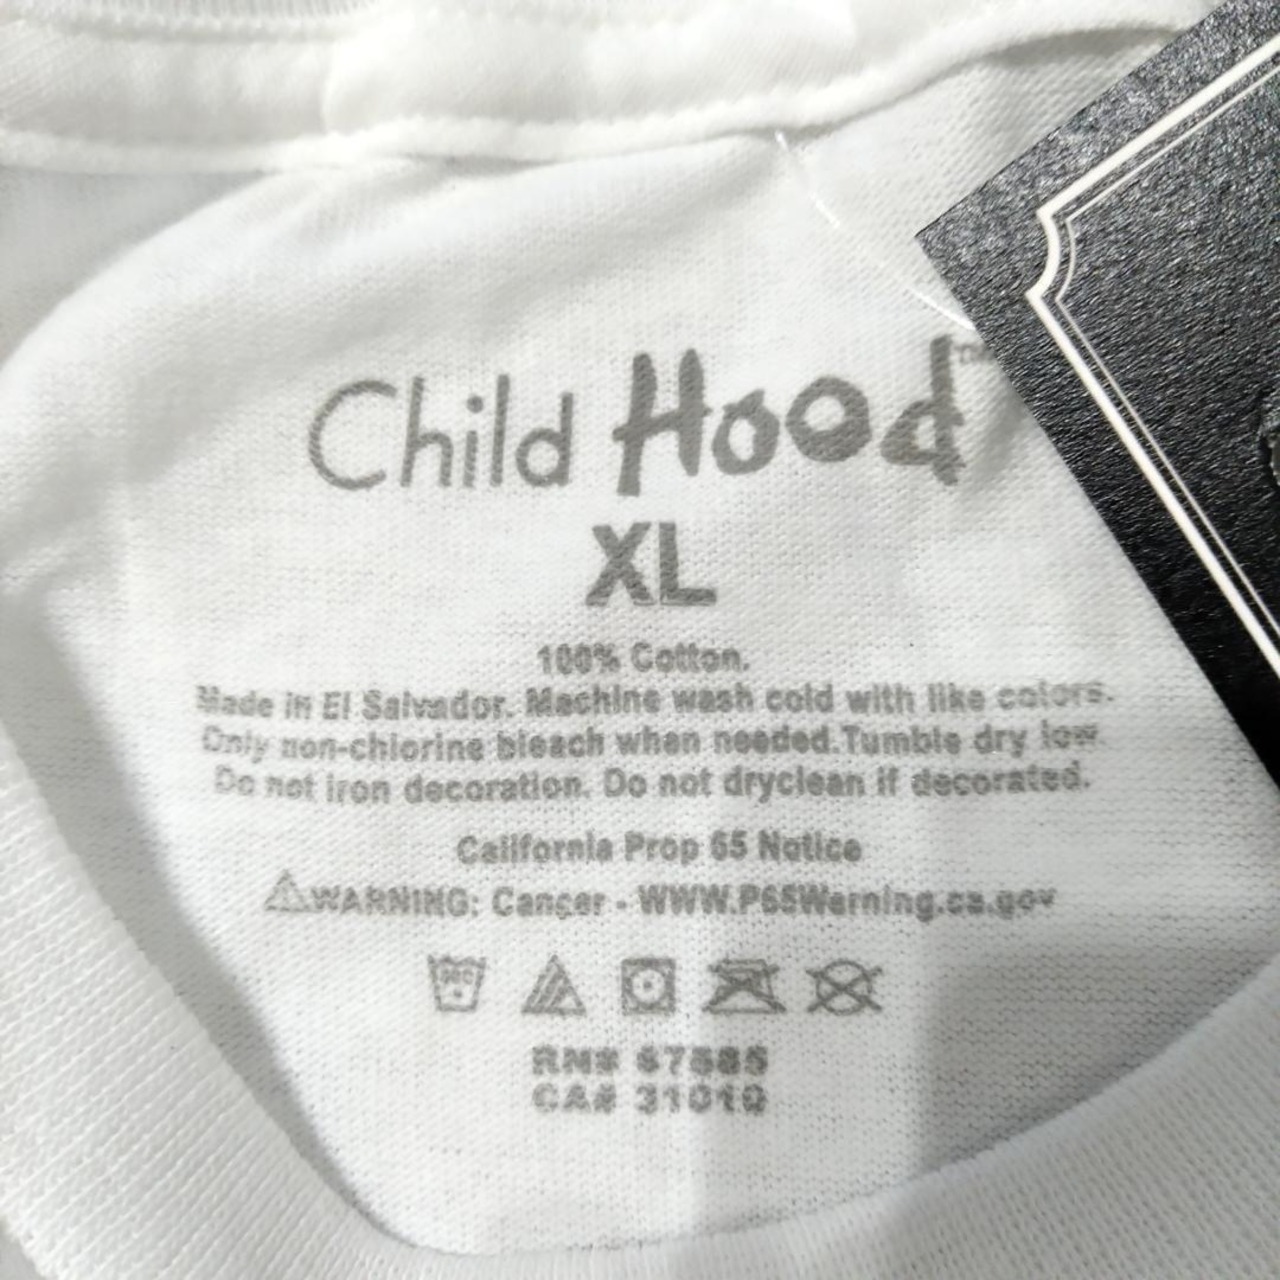 Child Hood™
XL
100% Cotton.
Made in El Salvador. Machine wash cold with like colors.
Only non-chlorine bleach when needed.Tumble dry low
Do not iron decoration. Do not dryclean if decorated.
California Prop 65 Notice
WARNING: Cancer - WWW.P65Warning.ca.gov
RN#
CA# 31010